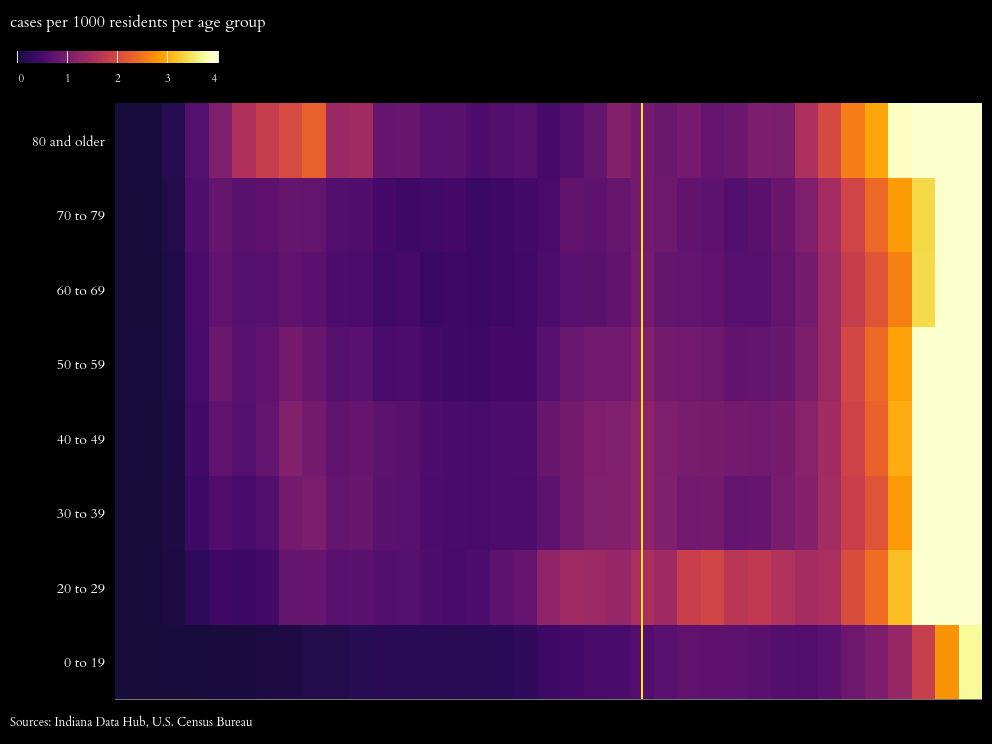 cases per 1000 residents per age group
0 1 2 3 4
80 and older
70 to 79
60 to 69
50 to 59
40 to 49
30 to 39
20 to 29
0 to 19
Sources: Indiana Data Hub, U.S. Census Bureau